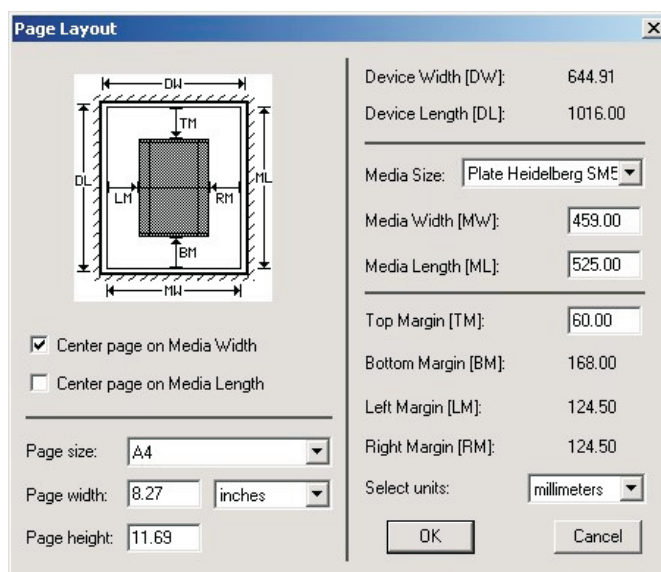 Page Layout
DW
TM
DL
ML
LM
RM
BM
MW
Center page on Media Width
Center page on Media Length
Page size: A4
Page width: 8.27 inches
Page height: 11.69
Device Width [DW]: 644.91
Device Length [DL]: 1016.00
Media Size: Plate Heidelberg SM5
Media Width [MW]: 459.00
Media Length [ML]: 525.00
Top Margin [TM]: 60.00
Bottom Margin [BM]: 168.00
Left Margin [LM]: 124.50
Right Margin [RM]: 124.50
Select units: millimeters
OK Cancel